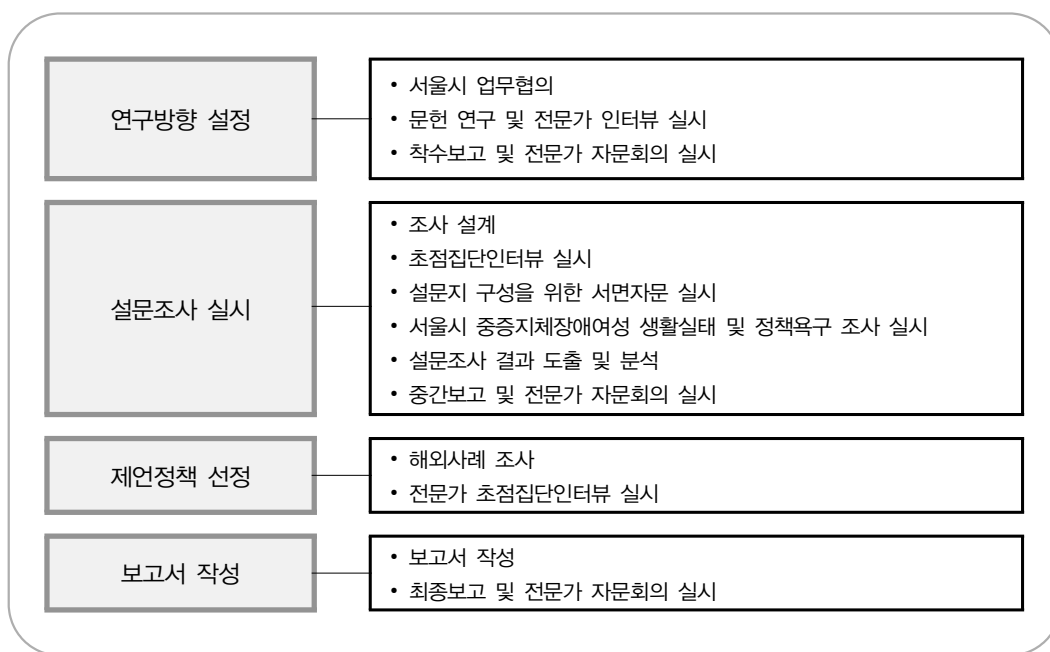 연구방향 설정
• 서울시 업무협의
• 문헌 연구 및 전문가 인터뷰 실시
• 착수보고 및 전문가 자문회의 실시
설문조사 실시
• 조사 설계
• 초점집단인터뷰 실시
• 설문지 구성을 위한 서면자문 실시
• 서울시 중증지체장애여성 생활실태 및 정책욕구 조사 실시
• 설문조사 결과 도출 및 분석
• 중간보고 및 전문가 자문회의 실시
제언정책 선정
• 해외사례 조사
• 전문가 초점집단인터뷰 실시
보고서 작성
• 보고서 작성
• 최종보고 및 전문가 자문회의 실시